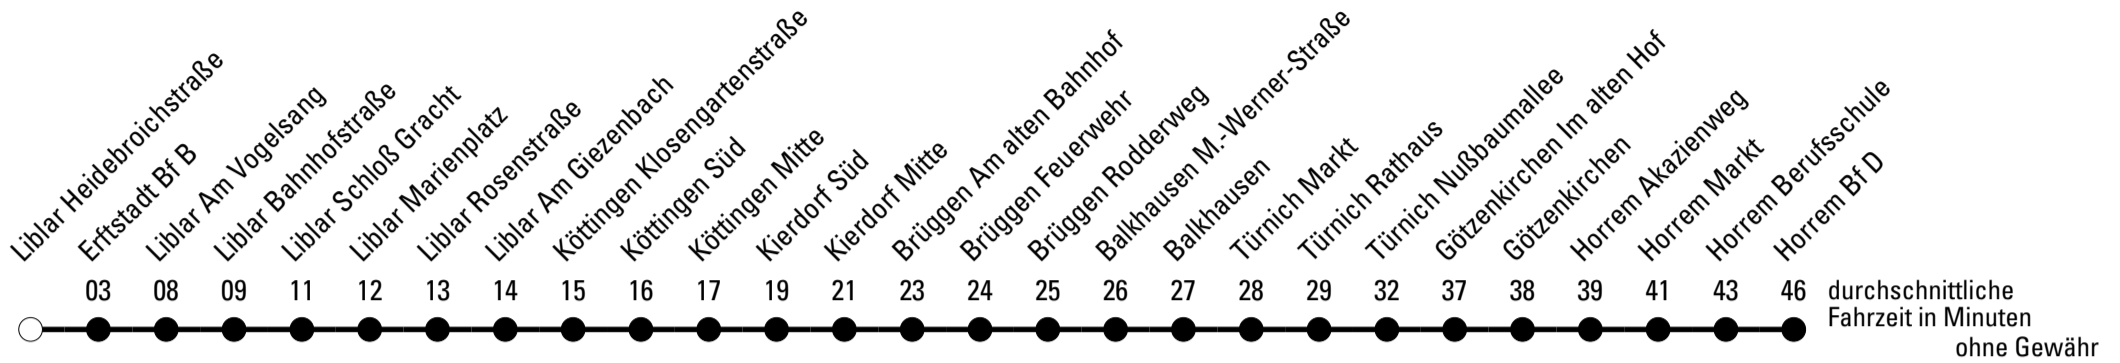 Liblar Heidebroichstraße
Erftstadt Bf B
Liblar Am Vogelsang
Liblar Bahnhofstraße
Liblar Schloß Gracht
Liblar Marienplatz
Liblar Rosenstraße
Liblar Am Giezenbach
Köttingen Klosengartenstraße
Köttingen Süd
Köttingen Mitte
Kierdorf Süd
Kierdorf Mitte
Brüggen Am alten Bahnhof
Brüggen Feuerwehr
Brüggen Rodderweg
Balkhausen M.-Werner-Straße
Balkhausen
Türnich Markt
Türnich Rathaus
Türnich Nußbaumallee
Götzenkirchen Im alten Hof
Götzenkirchen
Horrem Akazienweg
Horrem Markt
Horrem Berufsschule
Horrem Bf D
03 08 09 11 12 13 14 15 16 17 19 21 23 24 25 26 27 28 29 32 37 38 39 41 43 46 durchschnittliche
Fahrzeit in Minuten
ohne Gewähr